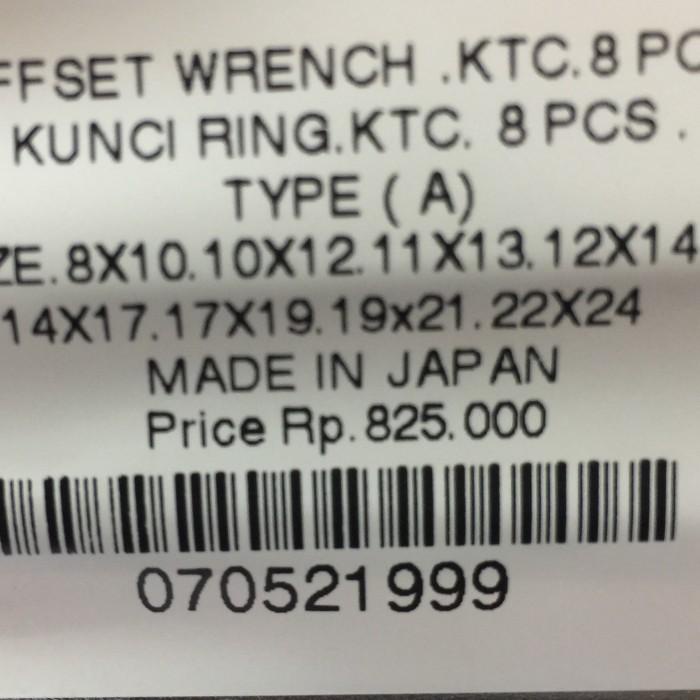 FFSET WRENCH .KTC.8 PC
KUNCI RING.KTC. 8 PCS .
TYPE ( A)
ZE.8X10.10X12.11X13.12X14
14X17.17X19.19x21.22X24
MADE IN JAPAN
Price Rp.825.000
070521999